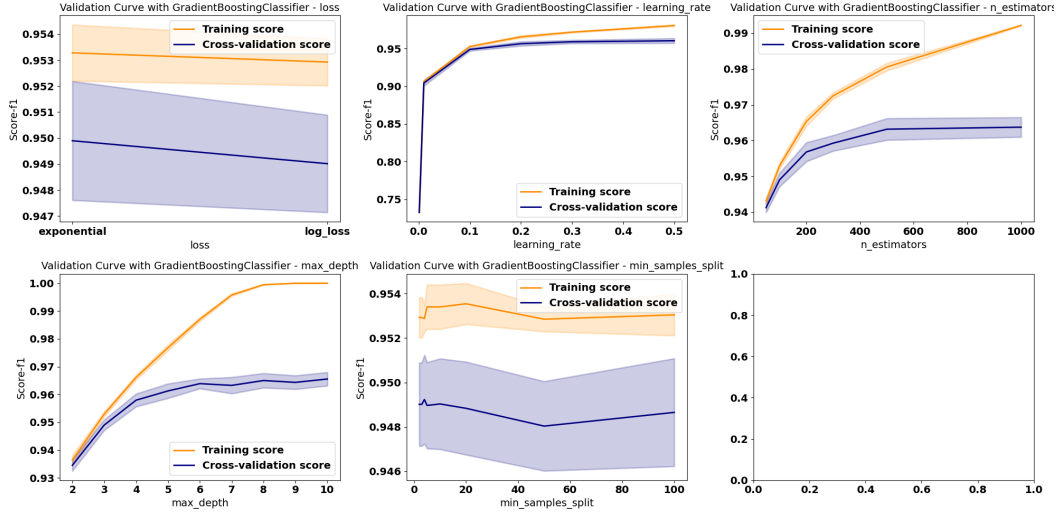 Validation Curve with GradientBoostingClassifier - loss
0.954
0.953
0.952
0.951
0.950
0.949
0.948
0.947
Score-f1
Training score
Cross-validation score
exponential
log_loss
loss
Validation Curve with GradientBoostingClassifier - learning_rate
0.95
0.90
0.85
0.80
0.75
Score-f1
Training score
Cross-validation score
0.0 0.1 0.2 0.3 0.4 0.5
learning_rate
Validation Curve with GradientBoostingClassifier - n_estimators
0.99
0.98
0.97
0.96
0.95
0.94
Score-f1
Training score
Cross-validation score
200 400 600 800 1000
n_estimators
Validation Curve with GradientBoostingClassifier - max_depth
1.00
0.99
0.98
0.97
0.96
0.95
0.94
0.93
Score-f1
Training score
Cross-validation score
2 3 4 5 6 7 8 9 10
max_depth
Validation Curve with GradientBoostingClassifier - min_samples_split
0.954
0.952
0.950
0.948
0.946
Score-f1
Training score
Cross-validation score
0 20 40 60 80 100
min_samples_split
1.0
0.8
0.6
0.4
0.2
0.0
0.0 0.2 0.4 0.6 0.8 1.0